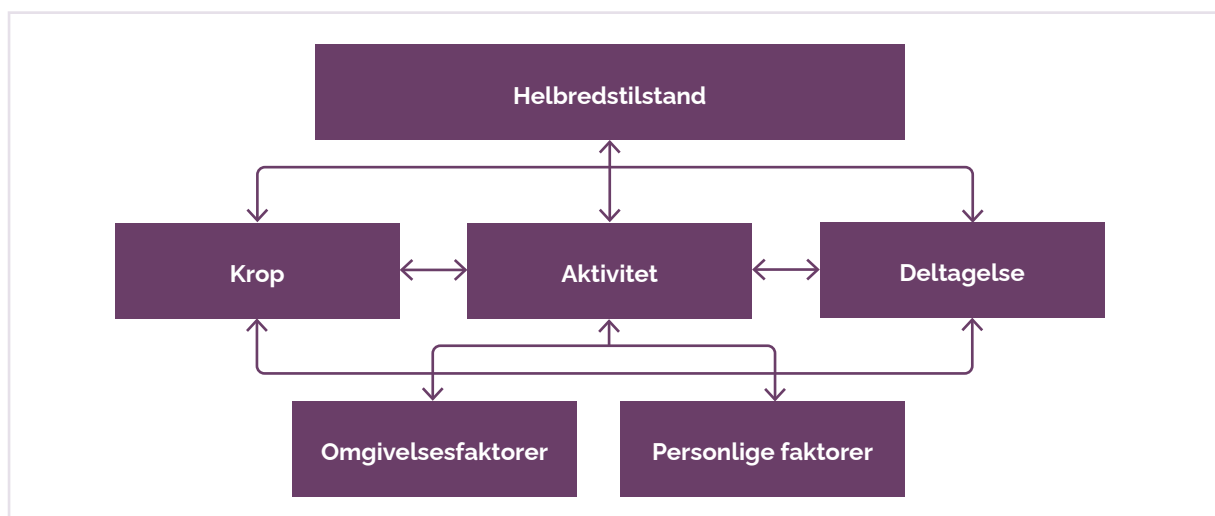 Helbredstilstand
Krop
Aktivitet
Deltagelse
Omgivelsesfaktorer
Personlige faktorer